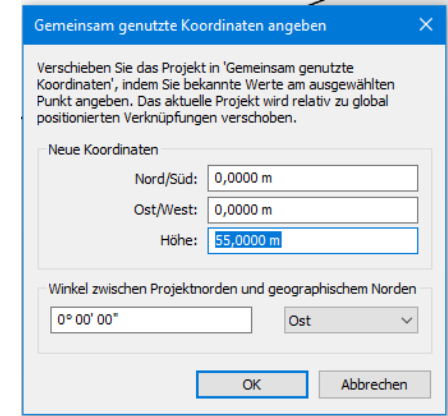 Gemeinsam genutzte Koordinaten angeben
Verschieben Sie das Projekt in 'Gemeinsam genutzte
Koordinaten', indem Sie bekannte Werte am ausgewählten
Punkt angeben. Das aktuelle Projekt wird relativ zu global
positionierten Verknüpfungen verschoben.
Neue Koordinaten
Nord/Süd: 0,0000 m
Ost/West: 0,0000 m
Höhe: 55,0000 m
Winkel zwischen Projektnorden und geographischem Norden
0° 00' 00" Ost
OK Abbrechen